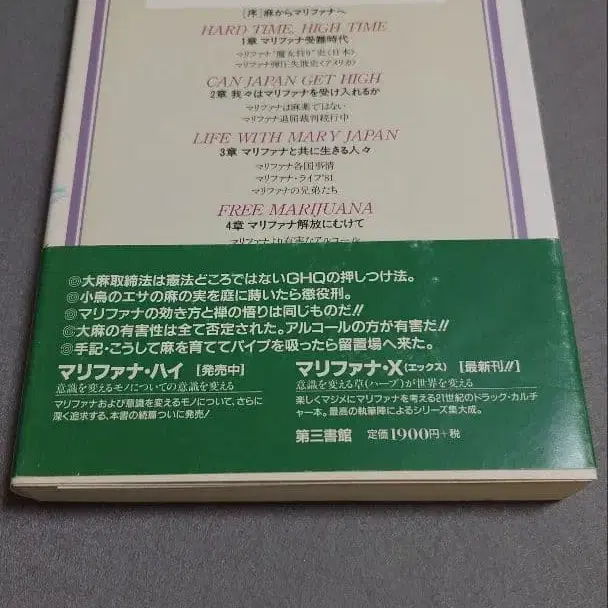 ［序］麻からマリファナへ
HARD TIME, HIGH TIME
1章 マリファナ受難時代
マリファナ"魔女狩り"史〈日本〉
マリファナ弾圧失敗史〈アメリカ〉
CAN JAPAN GET HIGH
2章 我々はマリファナを受け入れるか
マリファナは麻薬ではない
マリファナ退屈裁判続行中
LIFE WITH MARY JAPAN
3章 マリファナと共に生きる人々
マリファナ各国事情
マリファナ・ライフ'81
マリファナの兄弟たち
FREE MARIJUANA
4章 マリファナ解放にむけて
マリファナは有害なアルコール
◎大麻取締法は憲法どころではないGHQの押しつけ法。
◎小鳥のエサの麻の実を庭に蒔いたら懲役刑。
◎マリファナの効き方と禅の悟りは同じものだ!!
◎大麻の有害性は全て否定された。アルコールの方が有害だ!!
◎手記・こうして麻を育ててパイプを吸ったら留置場へ来た。
マリファナ・ハイ［発売中］
意識を変えるモノについての意識を変える
マリファナおよび意識を変えるモノについて、さらに
深く追求する、本書の続篇ついに発売！
マリファナ・X（エックス）［最新刊!!］
意識を変える草（ハーブ）が世界を変える
楽しくマジメにマリファナを考える21世紀のドラック・カルチ
ャー本。最高の執筆陣によるシリーズ集大成。
第三書館 定価1900円+税